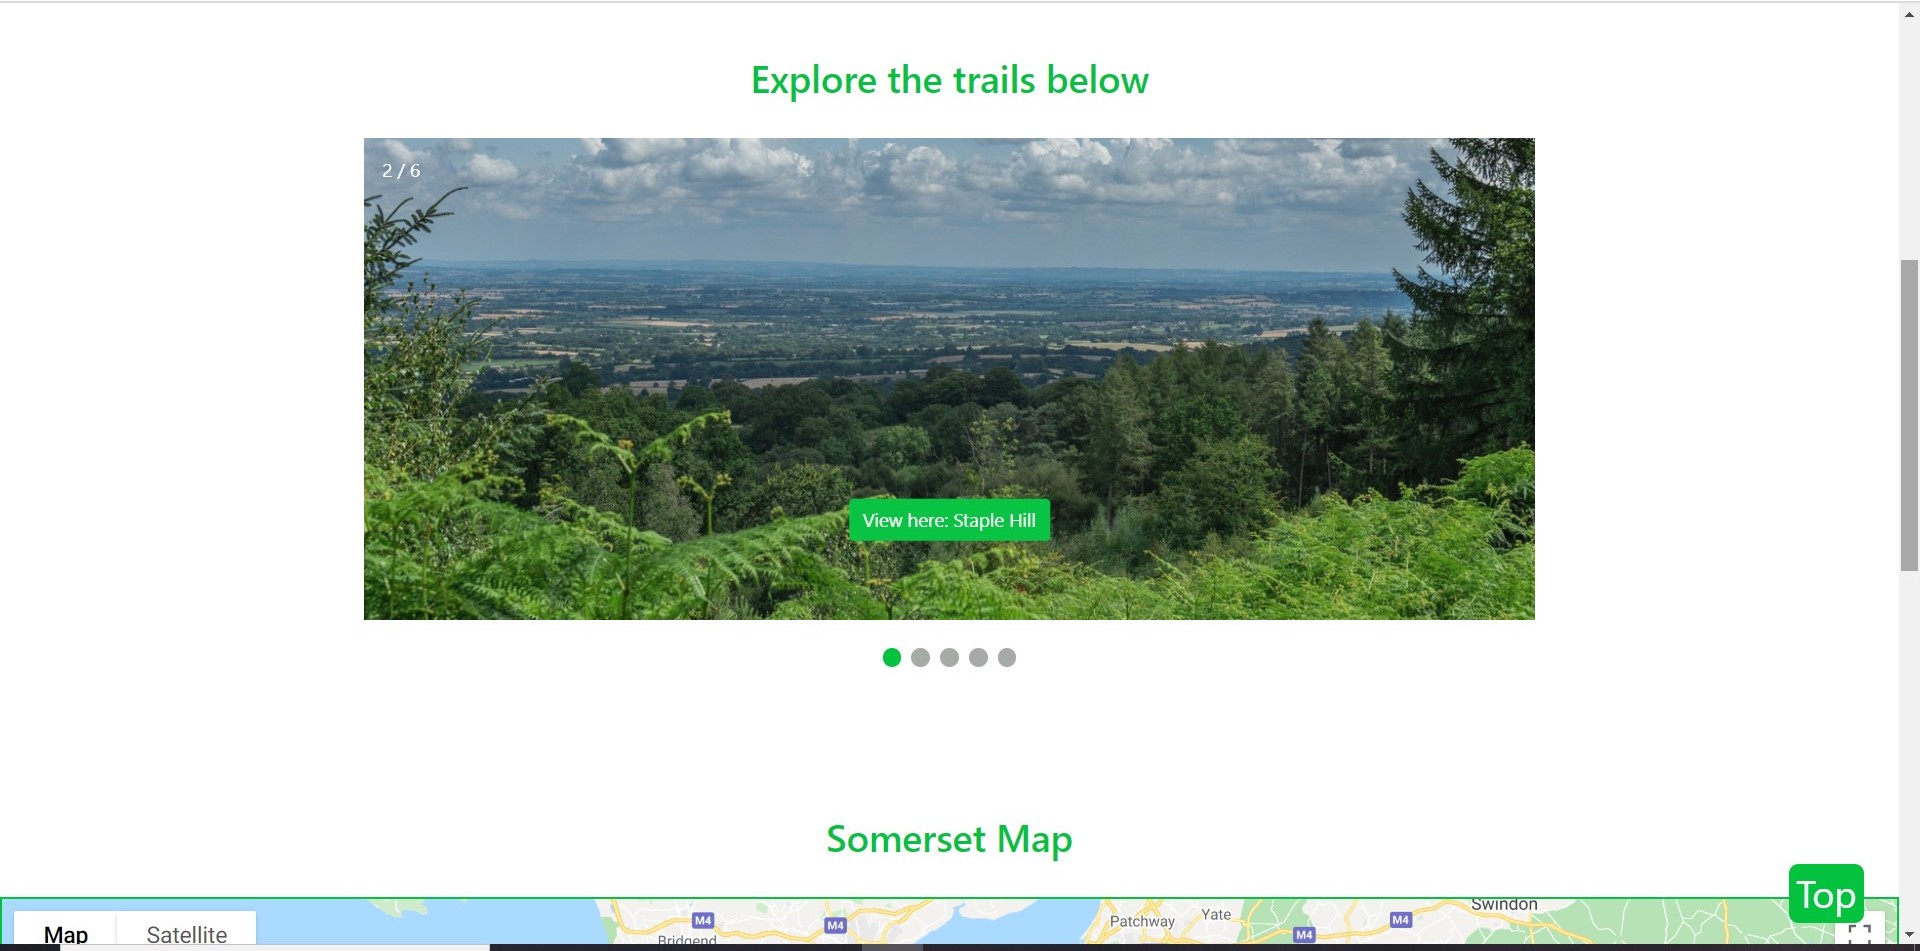 Explore the trails below
2 / 6
View here: Staple Hill
Somerset Map
Top
Map
Satellite
M4
Bridgend
M4
Patchway
Yate
M4
M4
Swindon